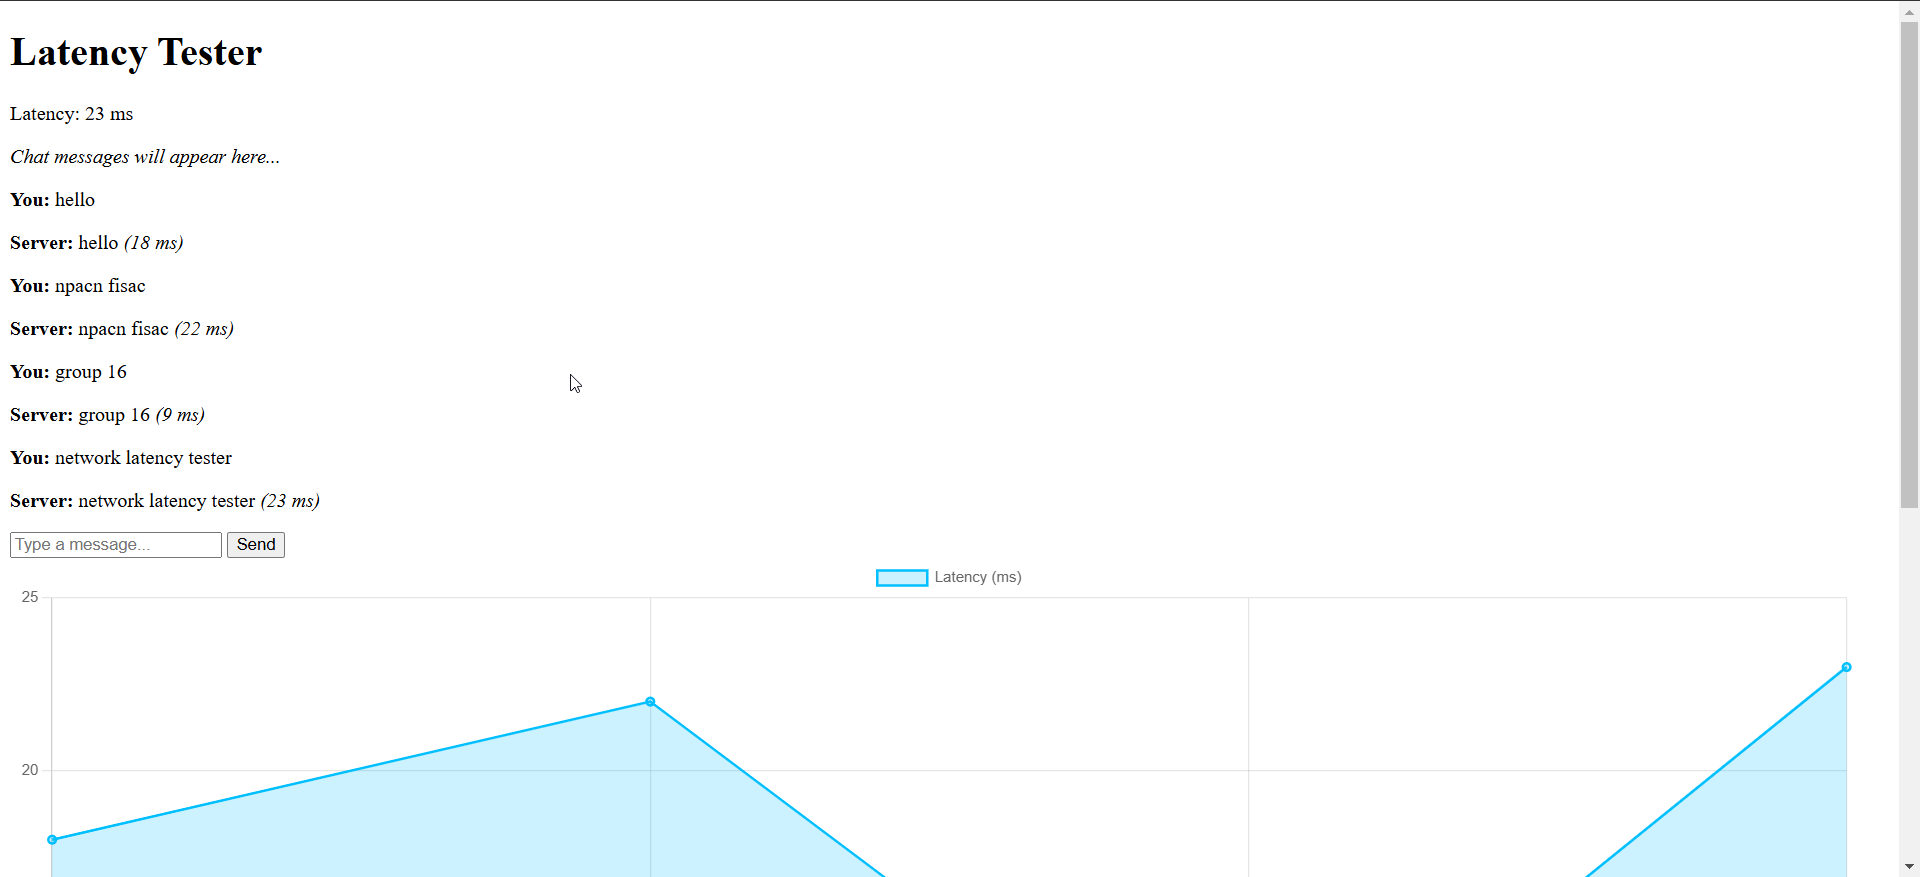 Latency Tester
Latency: 23 ms
Chat messages will appear here...
You: hello
Server: hello (18 ms)
You: npacn fisac
Server: npacn fisac (22 ms)
You: group 16
Server: group 16 (9 ms)
You: network latency tester
Server: network latency tester (23 ms)
Type a message... Send
Latency (ms)
25
20